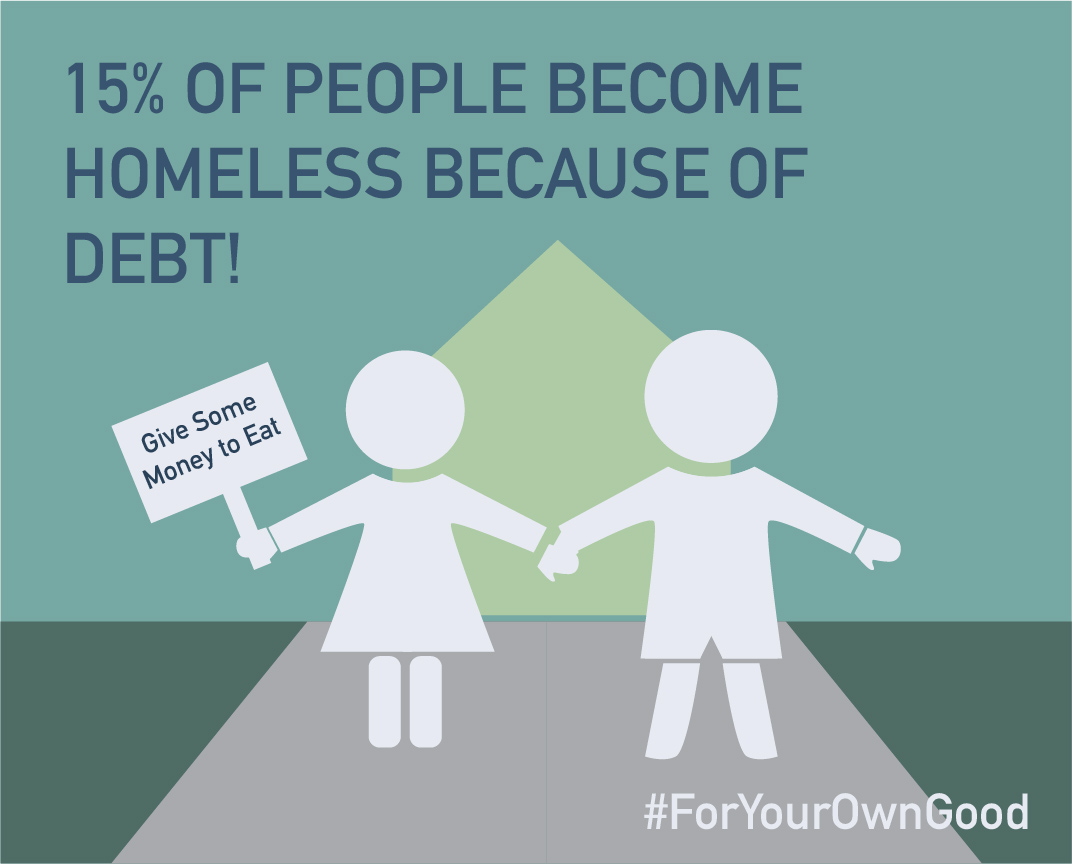 15% OF PEOPLE BECOME
HOMELESS BECAUSE OF
DEBT!
Give Some
Money to Eat
#ForYourOwnGood